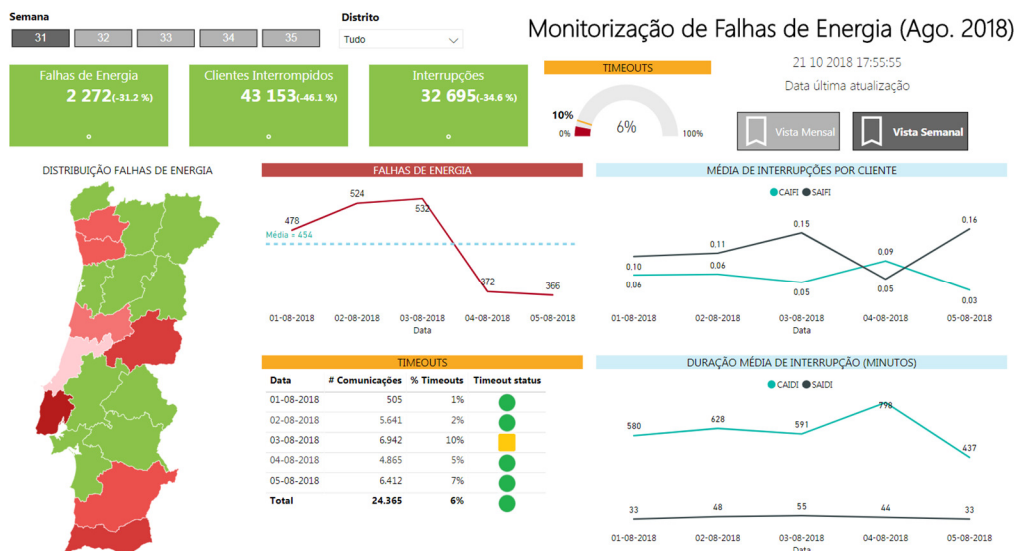 Semana
31 32 33 34 35
Distrito
Tudo
Monitorização de Falhas de Energia (Ago. 2018)
21 10 2018 17:55:55
Data última atualização
Falhas de Energia
2 272(-31.2 %)
Clientes Interrompidos
43 153(-46.1 %)
Interrupções
32 695(-34.6 %)
TIMEOUTS
10%
0%
6%
100%
Vista Mensal
Vista Semanal
DISTRIBUIÇÃO FALHAS DE ENERGIA
FALHAS DE ENERGIA
478
524
532
372
366
Média = 454
01-08-2018 02-08-2018 03-08-2018 04-08-2018 05-08-2018
Data
MÉDIA DE INTERRUPÇÕES POR CLIENTE
CAIFI SAIFI
0,10 0.11 0.15 0.05 0.16
0.06 0.06 0.05 0.09 0.03
01-08-2018 02-08-2018 03-08-2018 04-08-2018 05-08-2018
Data
TIMEOUTS
Data # Comunicações % Timeouts Timeout status
01-08-2018 505 1%
02-08-2018 5.641 2%
03-08-2018 6.942 10%
04-08-2018 4.865 5%
05-08-2018 6.412 7%
Total 24.365 6%
DURAÇÃO MÉDIA DE INTERRUPÇÃO (MINUTOS)
CAIDI SAIDI
580 628 591 798 437
33 48 55 44 33
01-08-2018 02-08-2018 03-08-2018 04-08-2018 05-08-2018
Data